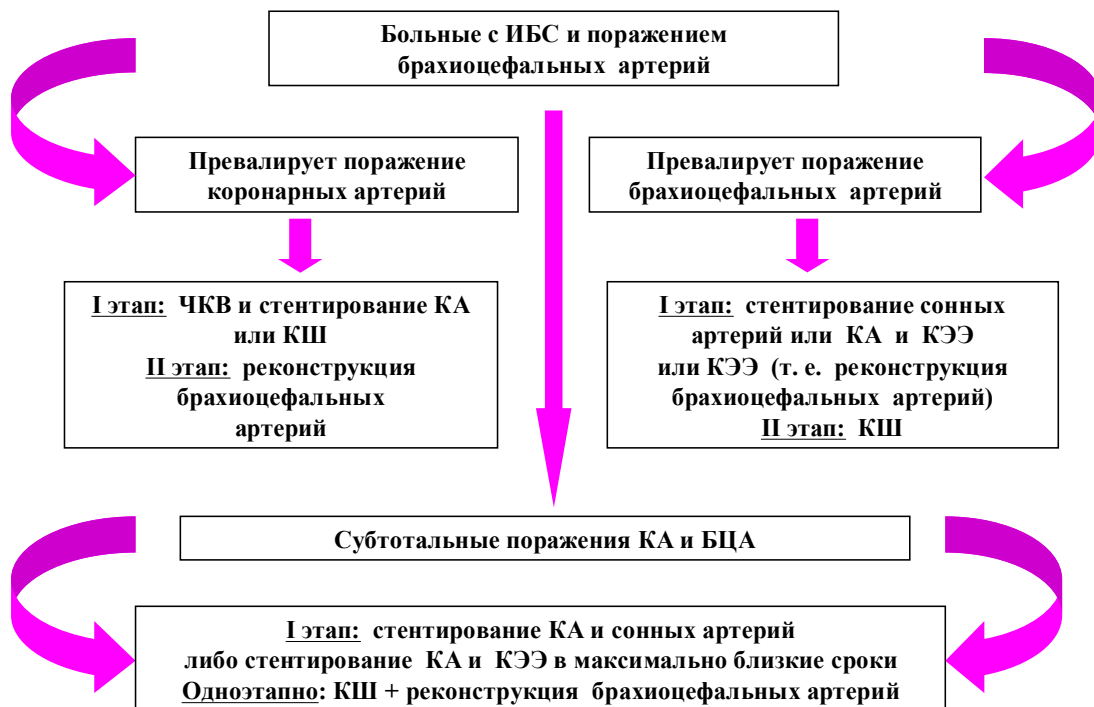 Больные с ИБС и поражением
брахиоцефальных артерий
Превалирует поражение
коронарных артерий
Превалирует поражение
брахиоцефальных артерий
I этап: ЧКВ и стентирование КА
или КШ
II этап: реконструкция
брахиоцефальных
артерий
I этап: стентирование сонных
артерий или КА и КЭЭ
или КЭЭ (т. е. реконструкция
брахиоцефальных артерий)
II этап: КШ
Субтотальные поражения КА и БЦА
I этап: стентирование КА и сонных артерий
либо стентирование КА и КЭЭ в максимально близкие сроки
Одноэтапно: КШ + реконструкция брахиоцефальных артерий